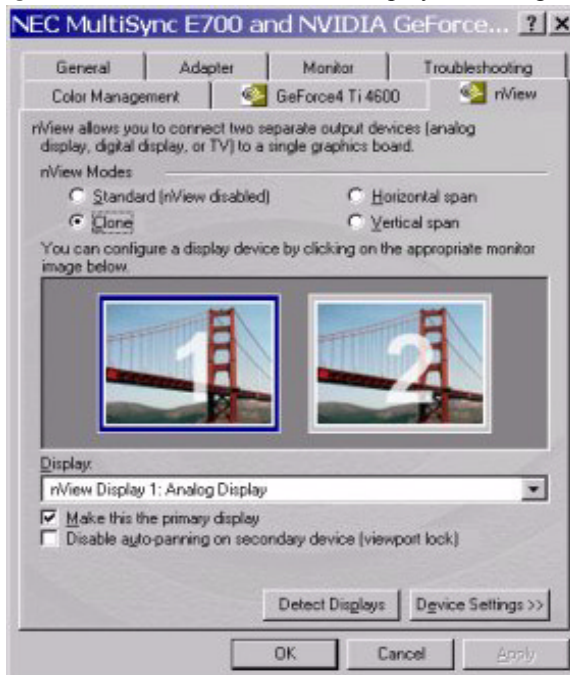 NEC MultiSync E700 and NVIDIA GeForce...
General Adapter Monitor Troubleshooting
Color Management GeForce4 Ti 4600 nView
nView allows you to connect two separate output devices (analog
display, digital display, or TV) to a single graphics board.
nView Modes
Standard (nView disabled) Horizontal span
Clone Vertical span
You can configure a display device by clicking on the appropriate monitor
image below.
1 2
Display:
nView Display 1: Analog Display
Make this the primary display
Disable auto-panning on secondary device (viewport lock)
Detect Displays Device Settings >>
OK Cancel Apply